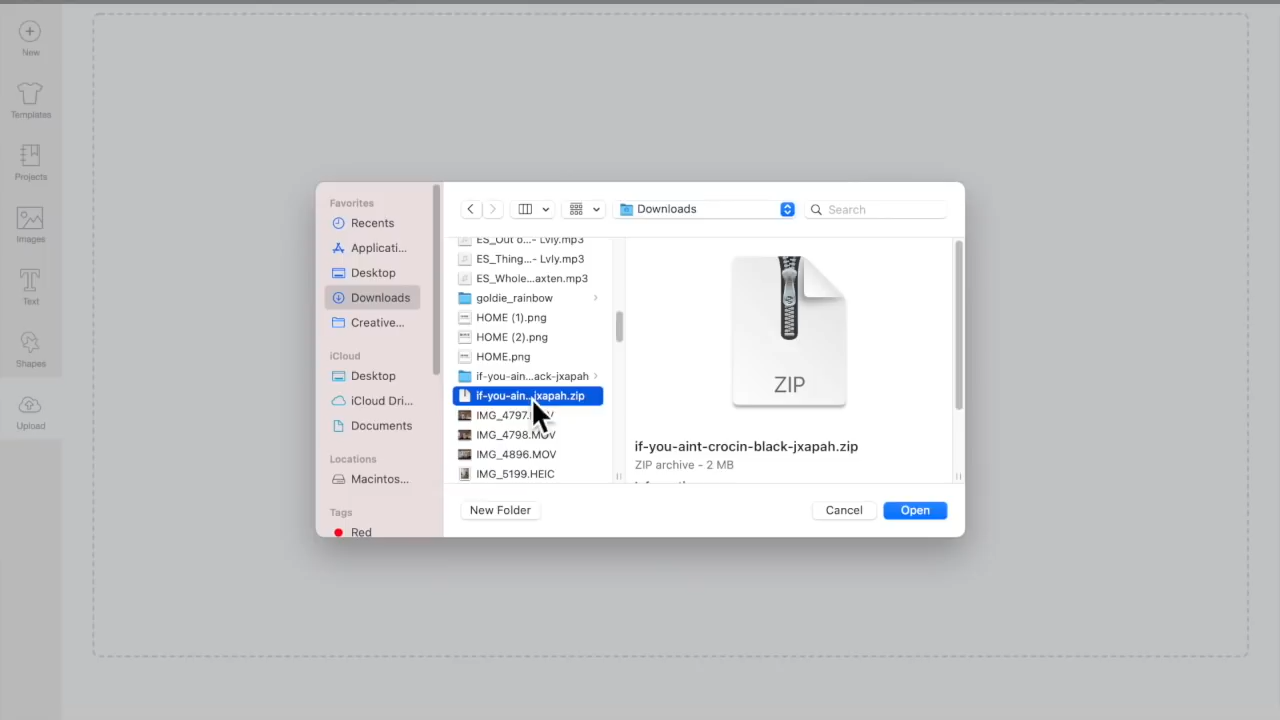 New
Templates
Projects
Images
Text
Shapes
Upload
Favorites
Recents
Applicati...
Desktop
Downloads
Creative...
iCloud
Desktop
iCloud Dri...
Documents
Locations
Macintos...
Tags
Red
Downloads
Search
ES_Out o...- Lvly.mp3
ES_Thing...- Lvly.mp3
ES_Whole...axten.mp3
goldie_rainbow
HOME (1).png
HOME (2).png
HOME.png
if-you-ain...ack-jxapah
if-you-ain...jxapah.zip
IMG_4797.
IMG_4798.MOV
IMG_4896.MOV
IMG_5199.HEIC
ZIP
if-you-aint-crocin-black-jxapah.zip
ZIP archive - 2 MB
New Folder
Cancel
Open